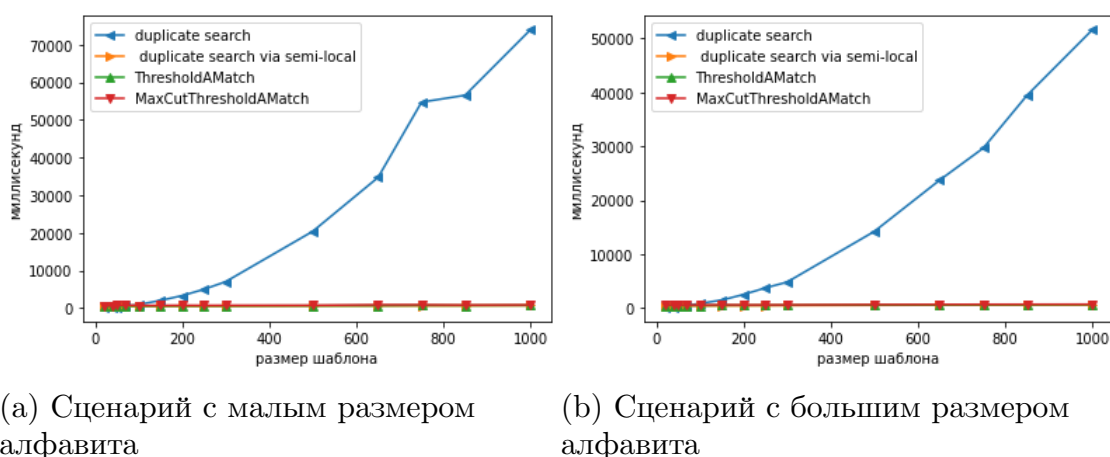 duplicate search
duplicate search via semi-local
ThresholdAMatch
MaxCutThresholdAMatch
70000
60000
50000
40000
30000
20000
10000
0
миллисекунд
0
200
400
600
800
1000
размер шаблона
(a) Сценарий с малым размером
алфавита
duplicate search
duplicate search via semi-local
ThresholdAMatch
MaxCutThresholdAMatch
50000
40000
30000
20000
10000
0
миллисекунд
0
200
400
600
800
1000
размер шаблона
(b) Сценарий с большим размером
алфавита